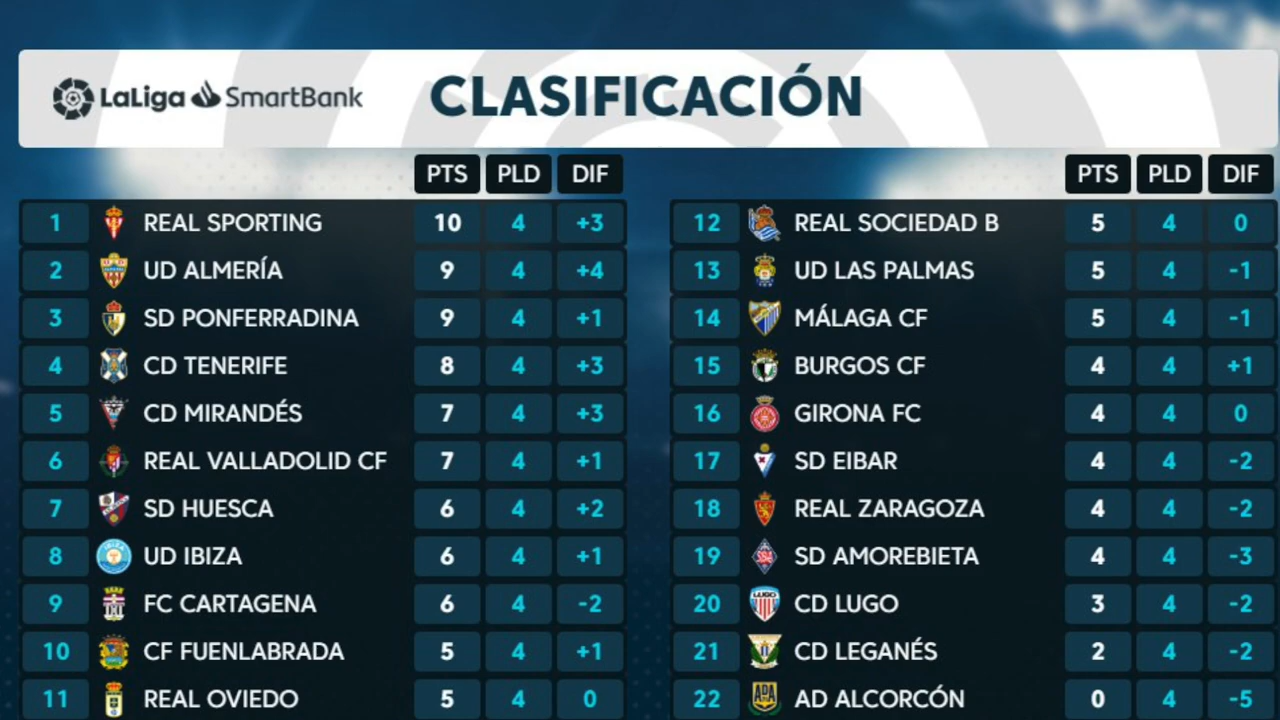 LaLiga SmartBank CLASIFICACIÓN
PTS PLD DIF
1 REAL SPORTING 10 4 +3
2 UD ALMERÍA 9 4 +4
3 SD PONFERRADINA 9 4 +1
4 CD TENERIFE 8 4 +3
5 CD MIRANDÉS 7 4 +3
6 REAL VALLADOLID CF 7 4 +1
7 SD HUESCA 6 4 +2
8 UD IBIZA 6 4 +1
9 FC CARTAGENA 6 4 -2
10 CF FUENLABRADA 5 4 +1
11 REAL OVIEDO 5 4 0
PTS PLD DIF
12 REAL SOCIEDAD B 5 4 0
13 UD LAS PALMAS 5 4 -1
14 MÁLAGA CF 5 4 -1
15 BURGOS CF 4 4 +1
16 GIRONA FC 4 4 0
17 SD EIBAR 4 4 -2
18 REAL ZARAGOZA 4 4 -2
19 SD AMOREBIETA 4 4 -3
20 CD LUGO 3 4 -2
21 CD LEGANÉS 2 4 -2
22 AD ALCORCÓN 0 4 -5